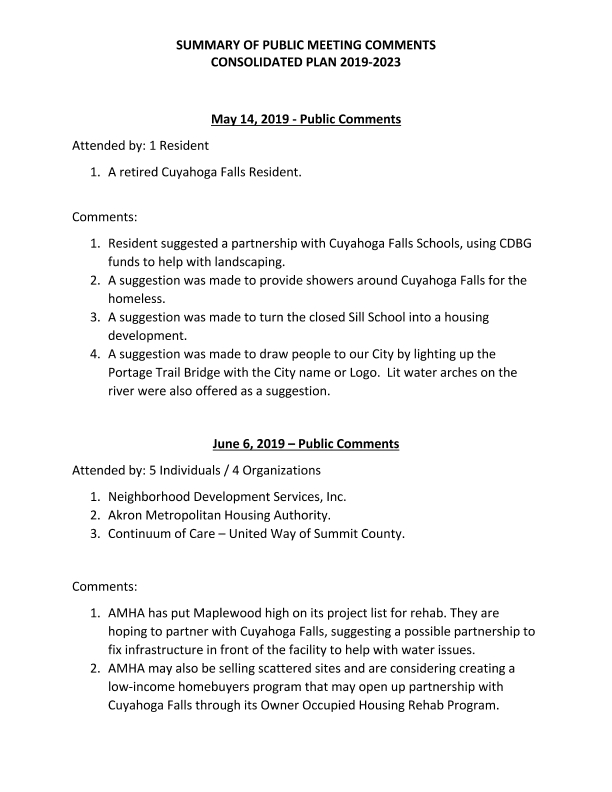 SUMMARY OF PUBLIC MEETING COMMENTS
CONSOLIDATED PLAN 2019-2023
May 14, 2019 - Public Comments
Attended by: 1 Resident
1. A retired Cuyahoga Falls Resident.
Comments:
1. Resident suggested a partnership with Cuyahoga Falls Schools, using CDBG
funds to help with landscaping.
2. A suggestion was made to provide showers around Cuyahoga Falls for the
homeless.
3. A suggestion was made to turn the closed Sill School into a housing
development.
4. A suggestion was made to draw people to our City by lighting up the
Portage Trail Bridge with the City name or Logo.  Lit water arches on the
river were also offered as a suggestion.
June 6, 2019 – Public Comments
Attended by: 5 Individuals / 4 Organizations
1. Neighborhood Development Services, Inc.
2. Akron Metropolitan Housing Authority.
3. Continuum of Care – United Way of Summit County.
Comments:
1. AMHA has put Maplewood high on its project list for rehab. They are
hoping to partner with Cuyahoga Falls, suggesting a possible partnership to
fix infrastructure in front of the facility to help with water issues.
2. AMHA may also be selling scattered sites and are considering creating a
low-income homebuyers program that may open up partnership with
Cuyahoga Falls through its Owner Occupied Housing Rehab Program.